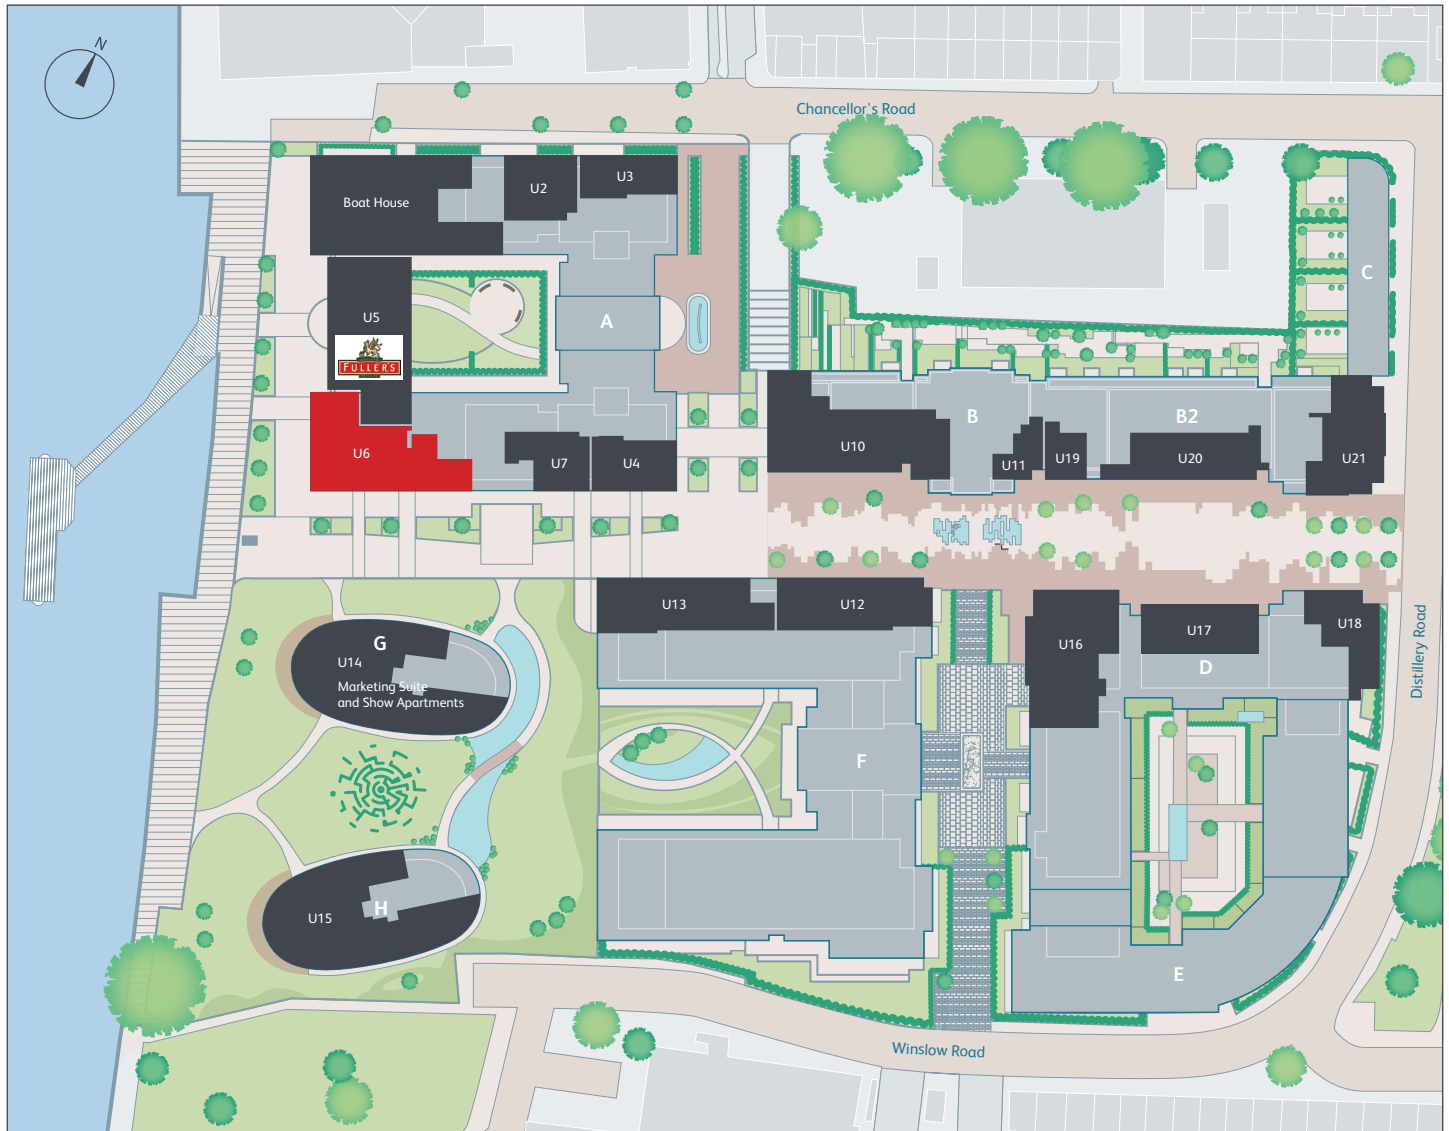 N
Chancellor's Road
U2
U3
Boat House
C
U5
A
FULLER'S
B
B2
U10
U6
U7
U4
U11
U19
U20
U21
U13
U12
U16
U17
U18
D
G
U14
Marketing Suite
and Show Apartments
Distillery Road
F
H
U15
E
Winslow Road